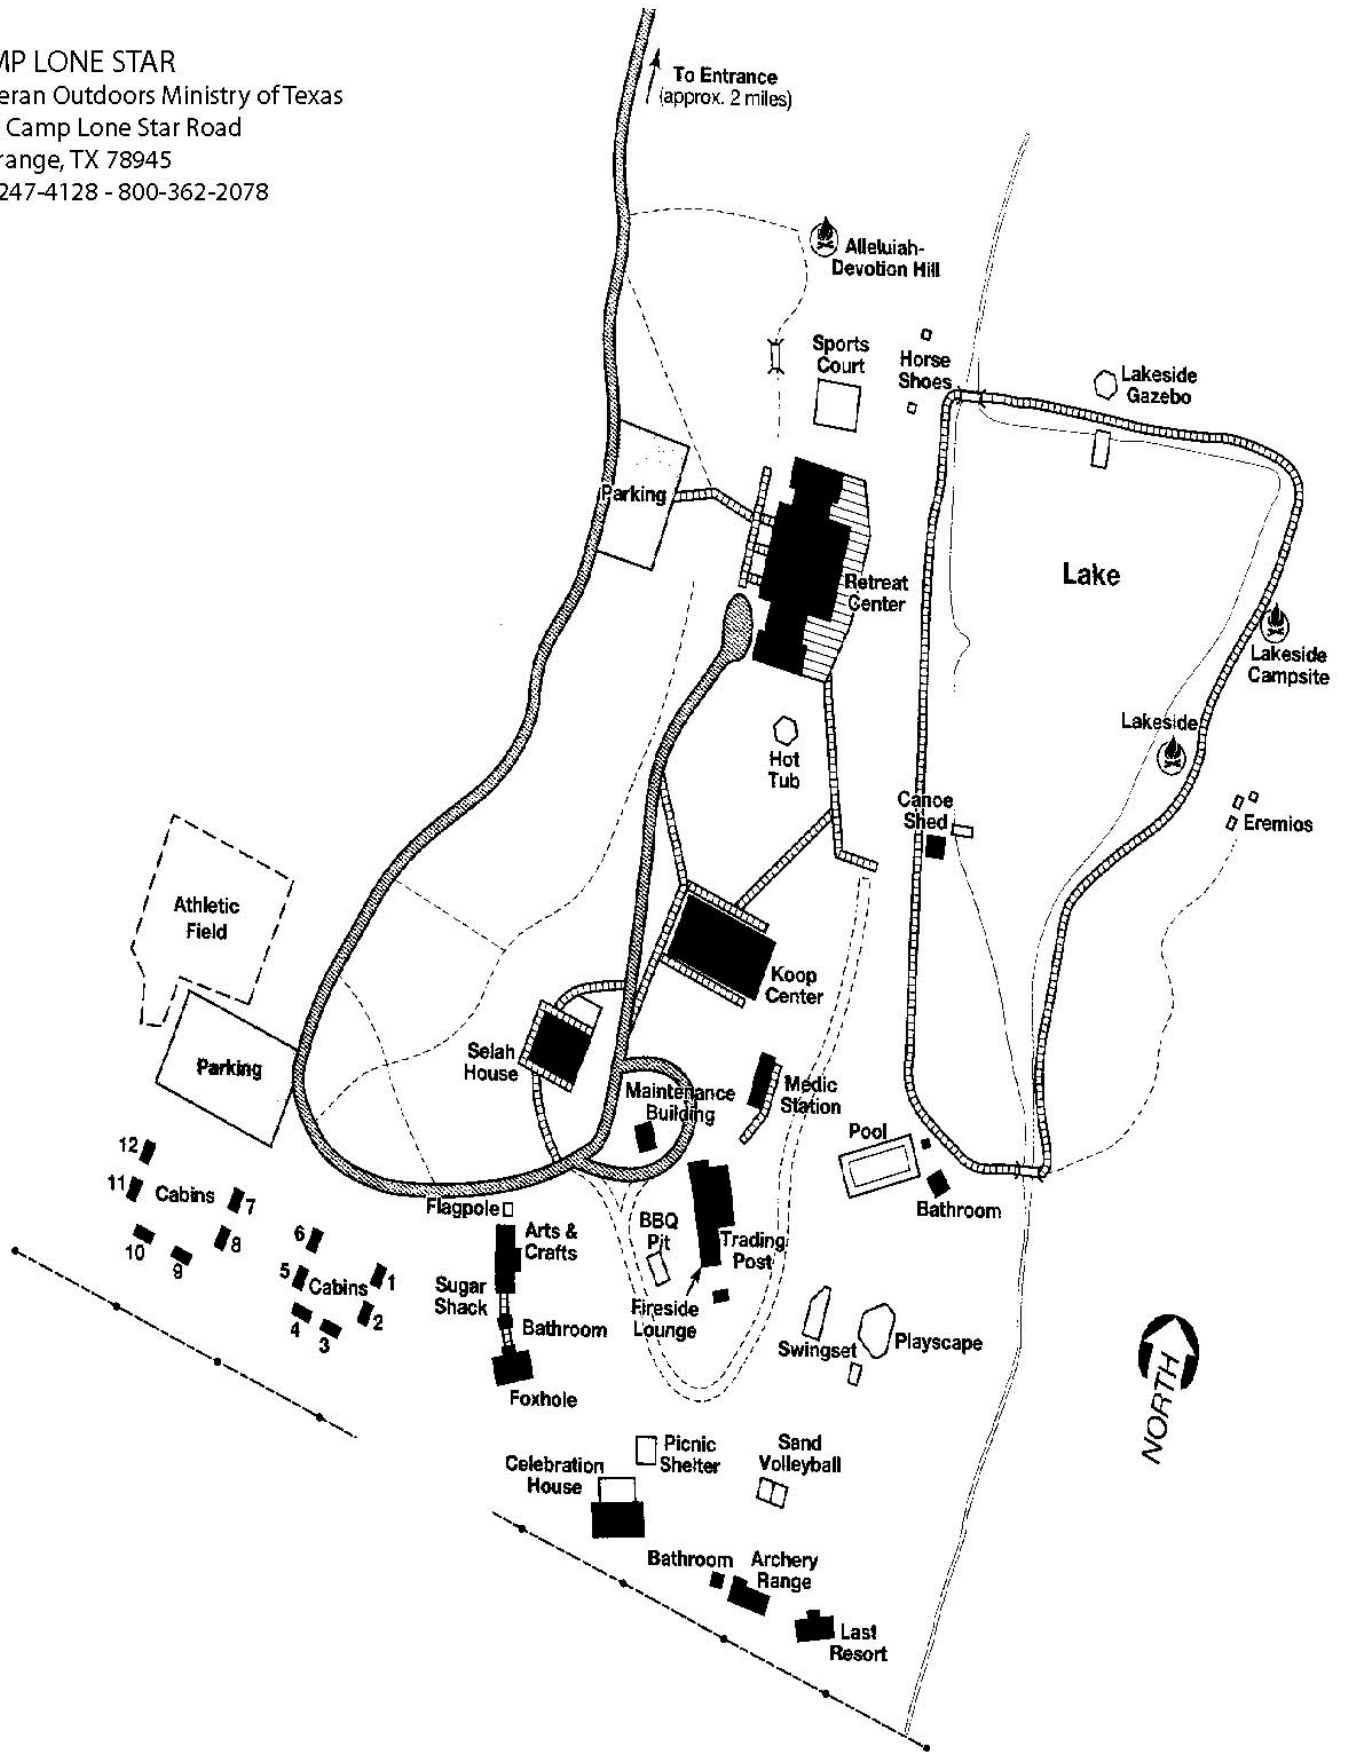 MP LONE STAR
eran Outdoors Ministry of Texas
Camp Lone Star Road
range, TX 78945
247-4128 - 800-362-2078
To Entrance
(approx. 2 miles)
Alleluiah-
Devotion Hill
Sports
Court
Horse
Shoes
Lakeside
Gazebo
Parking
Lake
Retreat
Center
Lakeside
Campsite
Lakeside
Hot
Tub
Canoe
Shed
Eremios
Athletic
Field
Koop
Center
Selah
House
Parking
Maintenance
Building
Medic
Station
Pool
12
11
Cabins
7
10
9
8
Bathroom
Flagpole
6
5
Cabins
1
4
3
2
Arts &
Crafts
BBQ
Pit
Trading
Post
Sugar
Shack
Bathroom
Fireside
Lounge
Swingset
Playscape
Foxhole
NORTH
Picnic
Shelter
Sand
Volleyball
Celebration
House
Bathroom
Archery
Range
Last
Resort